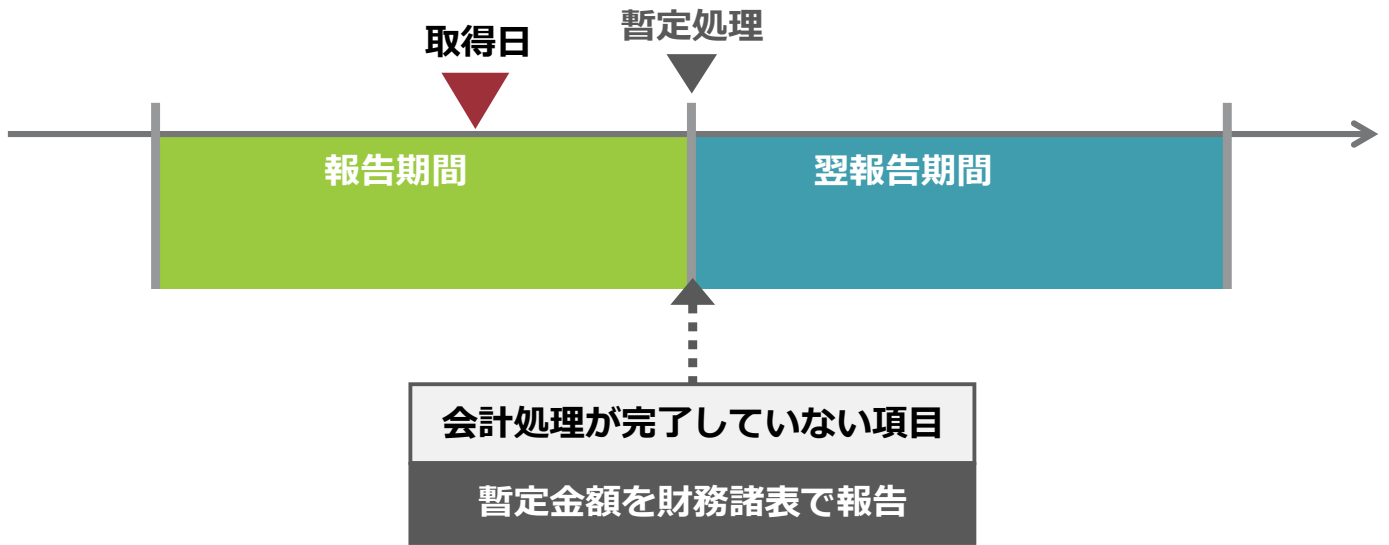 暫定処理
取得日
報告期間
翌報告期間
会計処理が完了していない項目
暫定金額を財務諸表で報告